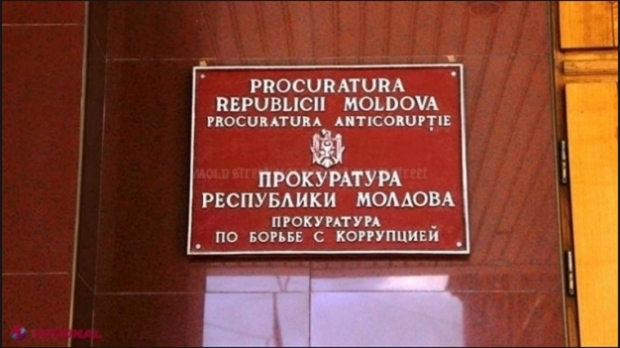 PROCURATURA
REPUBLICII MOLDOVA
PROCURATURA ANTICORUPȚIE
ПРОКУРАТУРА
РЕСПУБЛИКИ МОЛДОВА
ПРОКУРАТУРА
ПО БОРЬБЕ С КОРРУПЦИЕЙ